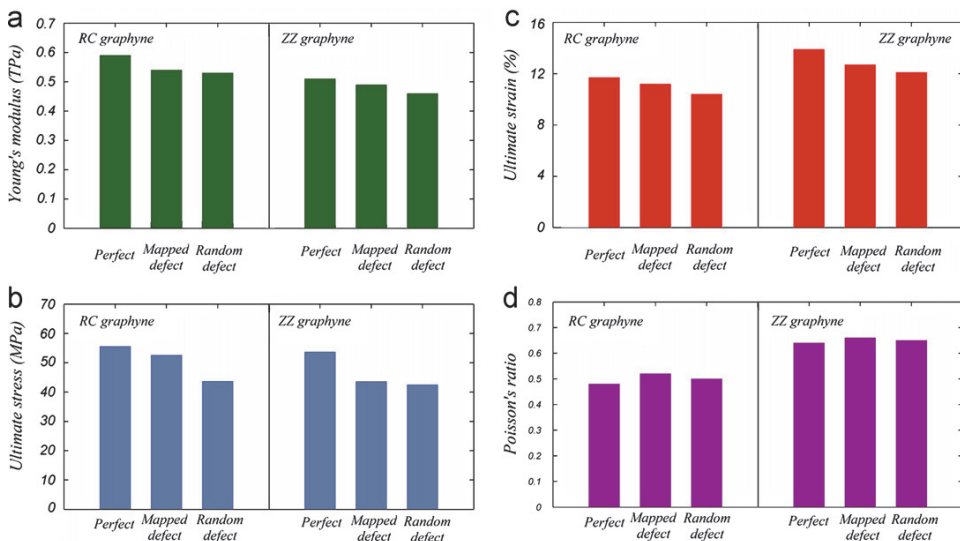 a
Young's modulus (TPa)
0.7
0.6
0.5
0.4
0.3
0.2
0.1
0
RC graphyne
ZZ graphyne
Perfect
Mapped
defect
Random
defect
Perfect
Mapped
defect
Random
defect
c
Ultimate strain (%)
16
12
8
4
0
RC graphyne
ZZ graphyne
Perfect
Mapped
defect
Random
defect
Perfect
Mapped
defect
Random
defect
b
Ultimate stress (MPa)
70
60
50
40
30
20
10
0
RC graphyne
ZZ graphyne
Perfect
Mapped
defect
Random
defect
Perfect
Mapped
defect
Random
defect
d
Poisson's ratio
0.8
0.7
0.6
0.5
0.4
0.3
0.2
0.1
0
RC graphyne
ZZ graphyne
Perfect
Mapped
defect
Random
defect
Perfect
Mapped
defect
Random
defect